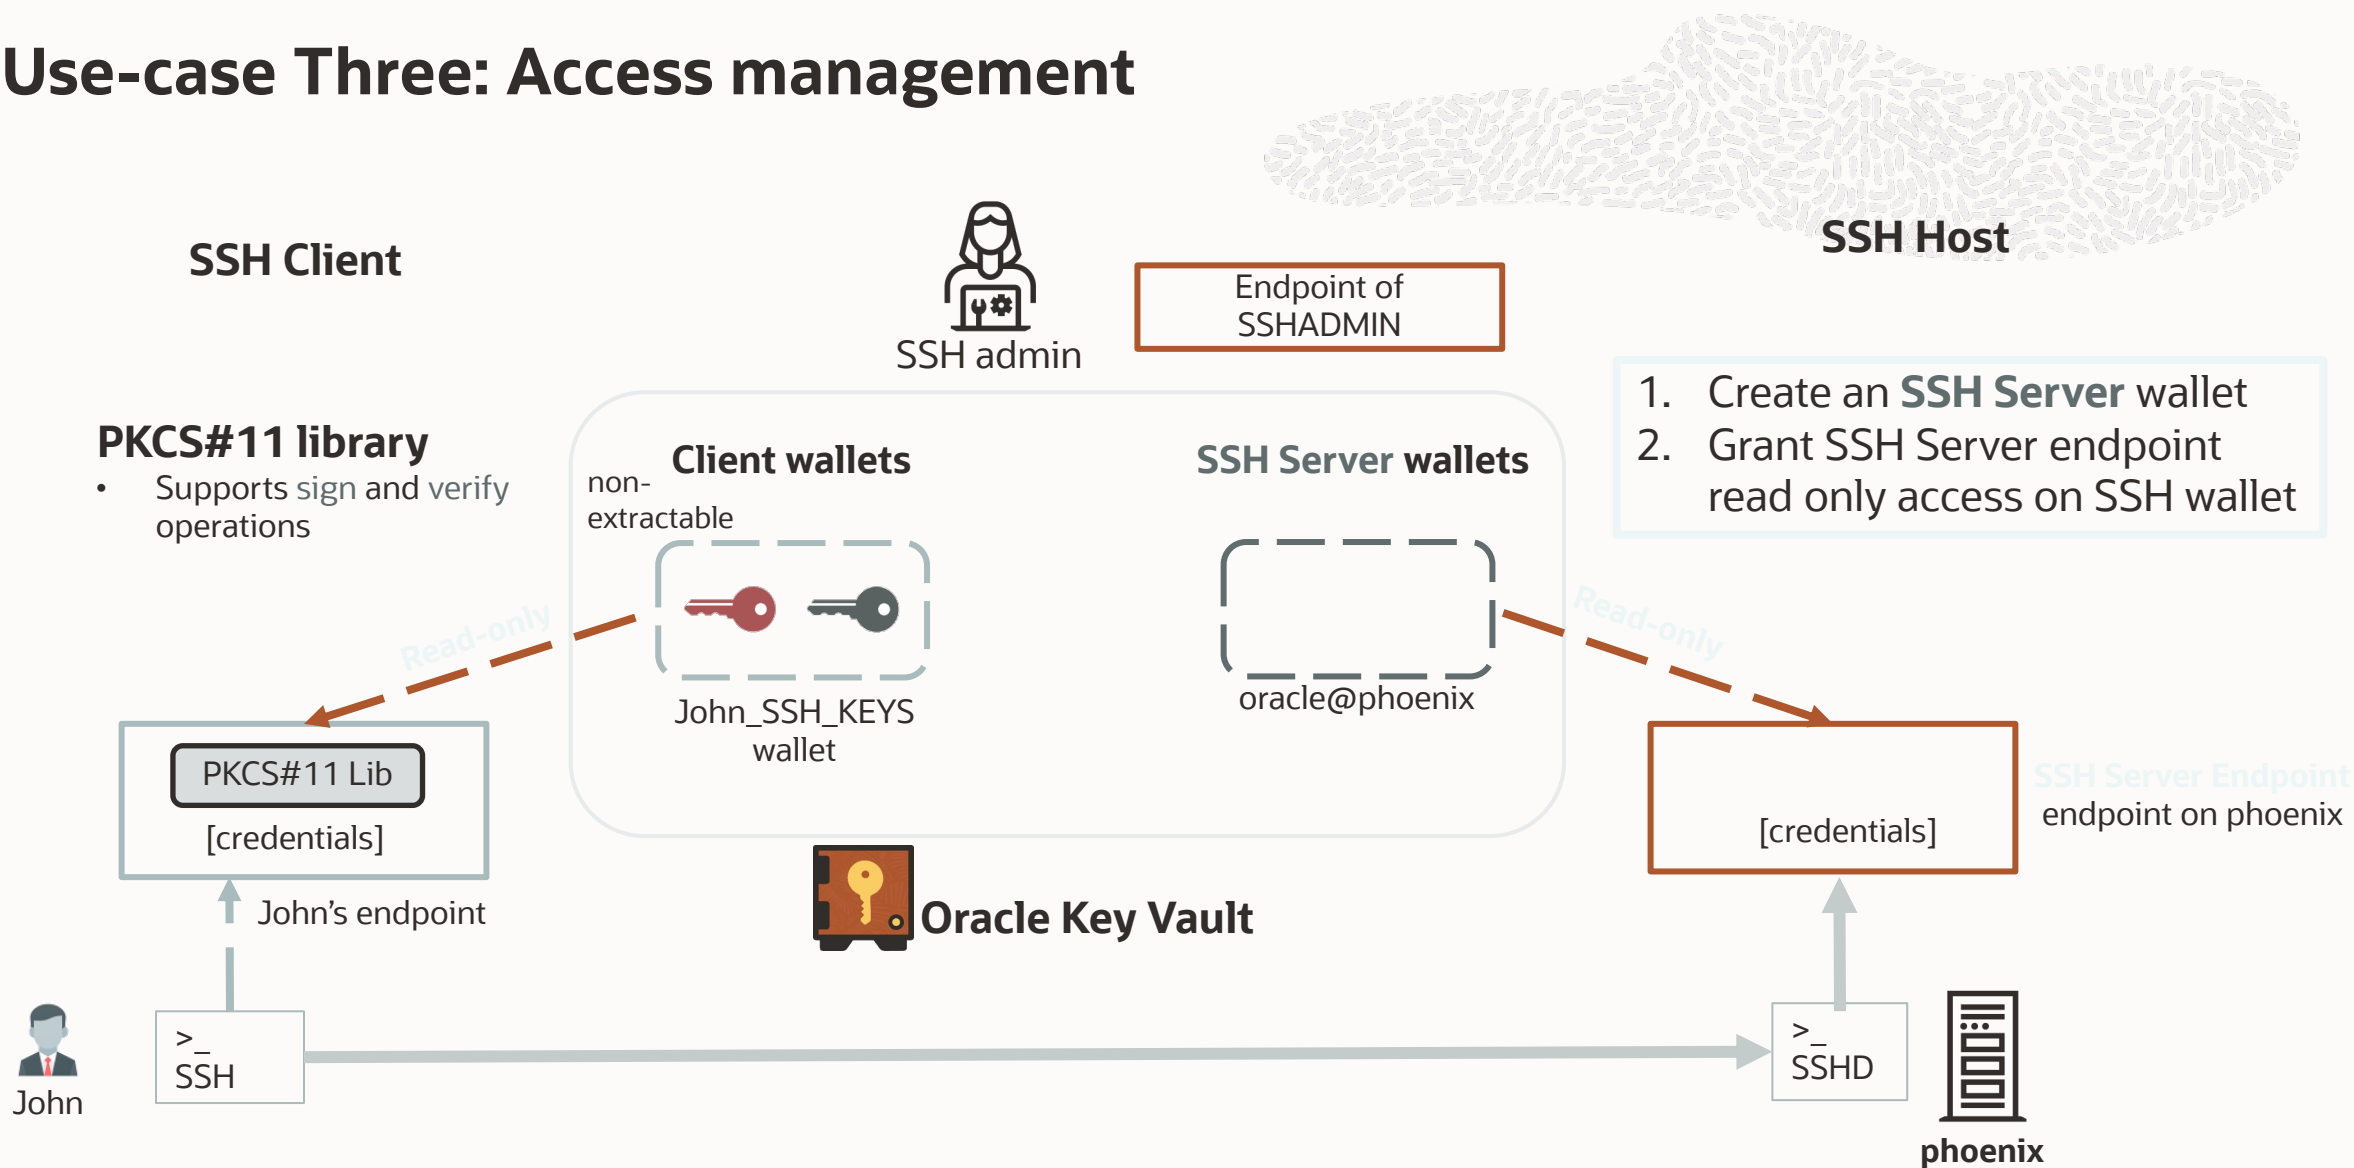 Use-case Three: Access management
SSH Client
SSH admin
Endpoint of
SSHADMIN
SSH Host
PKCS#11 library
• Supports sign and verify
operations
Client wallets
non-
extractable
John_SSH_KEYS
wallet
SSH Server wallets
oracle@phoenix
1. Create an SSH Server wallet
2. Grant SSH Server endpoint
read only access on SSH wallet
Read-only
Read-only
PKCS#11 Lib
[credentials]
John’s endpoint
[credentials]
SSH Server Endpoint
endpoint on phoenix
Oracle Key Vault
John
>_
SSH
>_
SSHD
phoenix